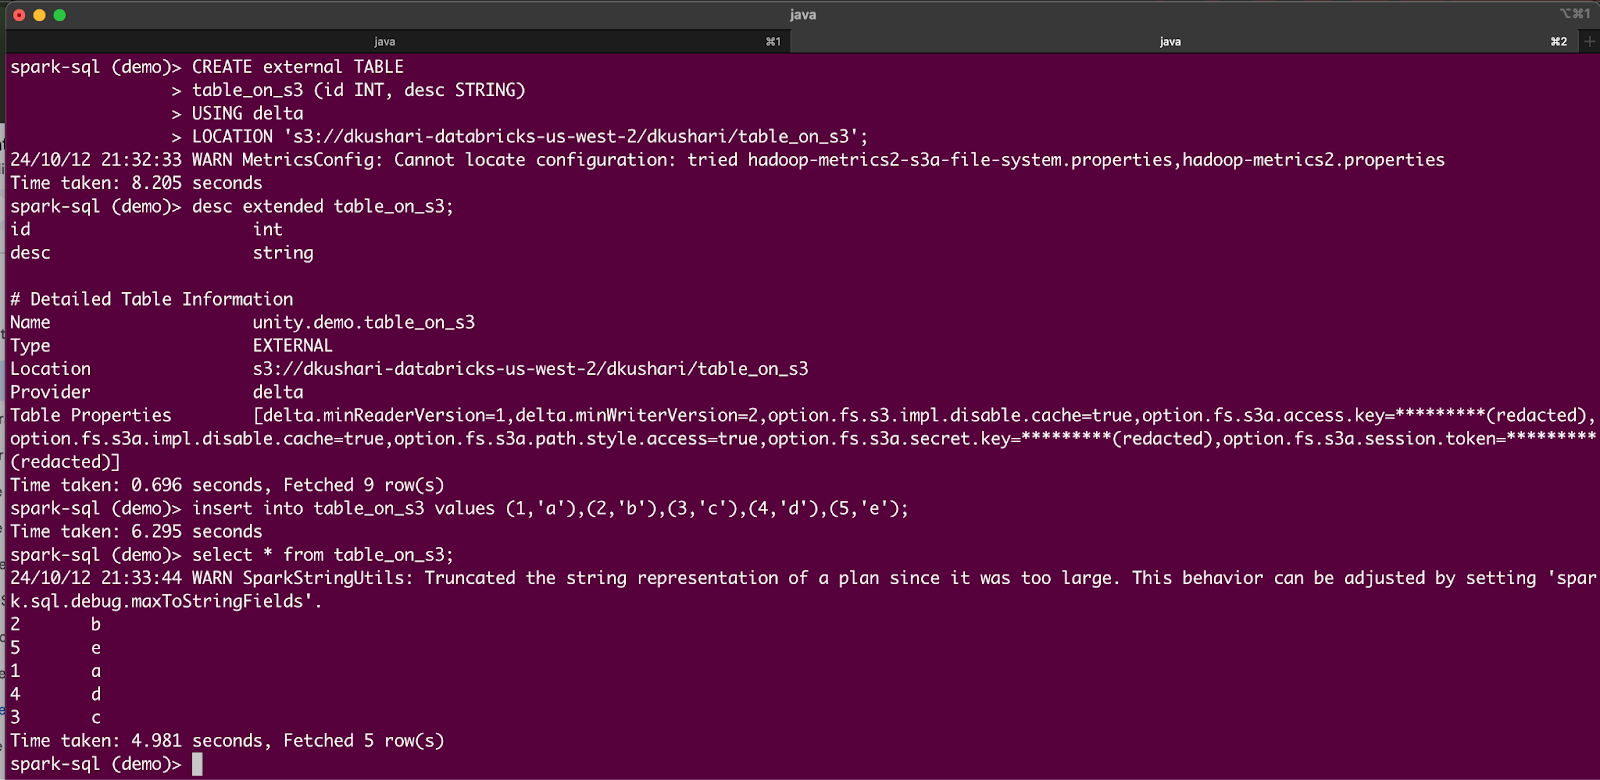 java
⌥⌘1
java ⌘1 java ⌘2 +
spark-sql (demo)> CREATE external TABLE
> table_on_s3 (id INT, desc STRING)
> USING delta
> LOCATION 's3://dkushari-databricks-us-west-2/dkushari/table_on_s3';
24/10/12 21:32:33 WARN MetricsConfig: Cannot locate configuration: tried hadoop-metrics2-s3a-file-system.properties,hadoop-metrics2.properties
Time taken: 8.205 seconds
spark-sql (demo)> desc extended table_on_s3;
id int
desc string
# Detailed Table Information
Name unity.demo.table_on_s3
Type EXTERNAL
Location s3://dkushari-databricks-us-west-2/dkushari/table_on_s3
Provider delta
Table Properties [delta.minReaderVersion=1,delta.minWriterVersion=2,option.fs.s3.impl.disable.cache=true,option.fs.s3a.access.key=*********(redacted),
option.fs.s3a.impl.disable.cache=true,option.fs.s3a.path.style.access=true,option.fs.s3a.secret.key=*********(redacted),option.fs.s3a.session.token=*********
(redacted)]
Time taken: 0.696 seconds, Fetched 9 row(s)
spark-sql (demo)> insert into table_on_s3 values (1,'a'),(2,'b'),(3,'c'),(4,'d'),(5,'e');
Time taken: 6.295 seconds
spark-sql (demo)> select * from table_on_s3;
24/10/12 21:33:44 WARN SparkStringUtils: Truncated the string representation of a plan since it was too large. This behavior can be adjusted by setting 'spar
k.sql.debug.maxToStringFields'.
2 b
5 e
1 a
4 d
3 c
Time taken: 4.981 seconds, Fetched 5 row(s)
spark-sql (demo)>